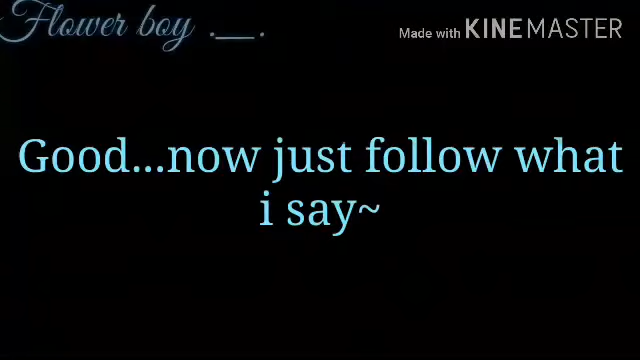 Flower boy .__.
Made with KINEMASTER
Good...now just follow what
i say~